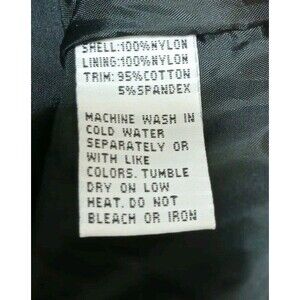 SHELL:100%NYLON
LINING:100%NYLON
TRIM: 95%COTTON
5%SPANDEX
MACHINE WASH IN
COLD WATER
SEPARATELY OR
WITH LIKE
COLORS. TUMBLE
DRY ON LOW
HEAT. DO NOT
BLEACH OR IRON